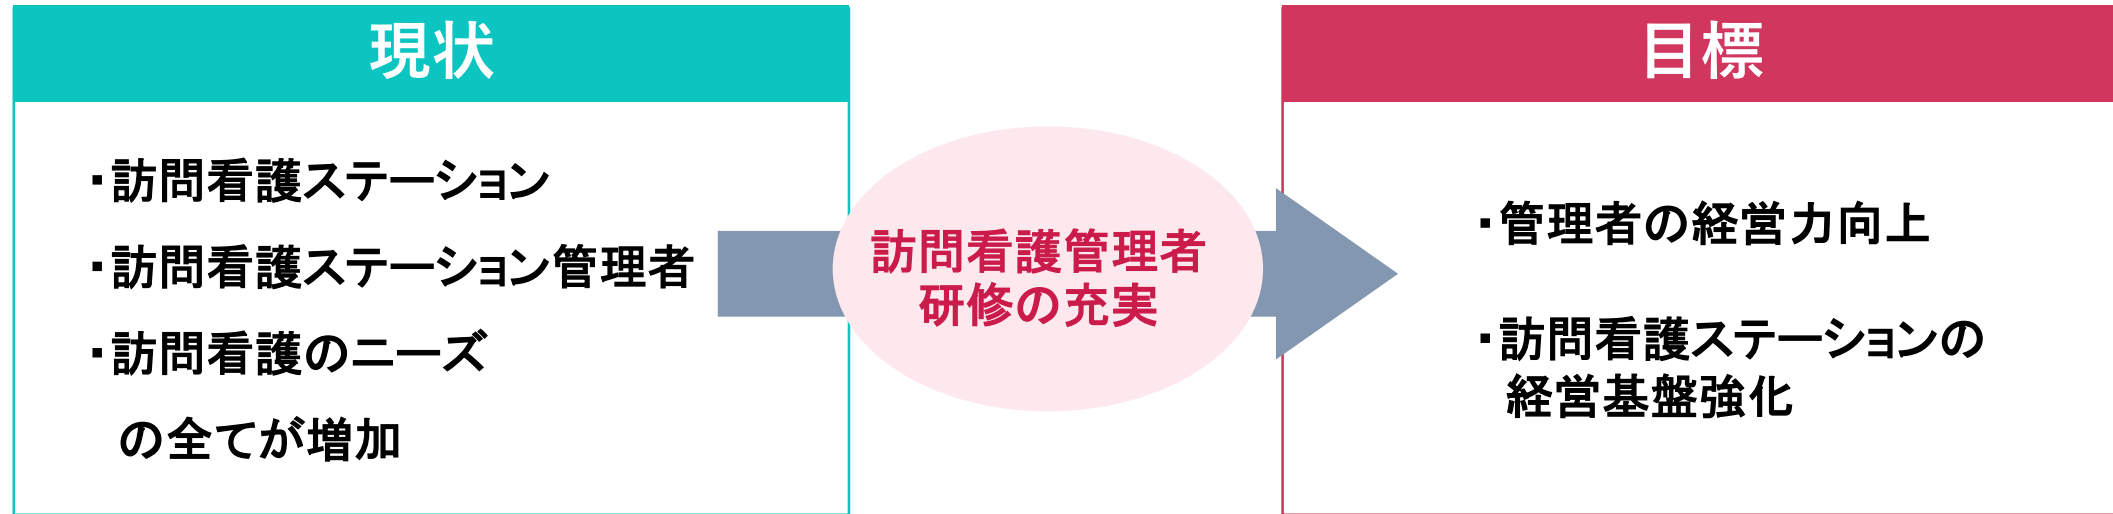 現状
・訪問看護ステーション
・訪問看護ステーション管理者
・訪問看護のニーズ
の全てが増加
訪問看護管理者
研修の充実
目標
・管理者の経営力向上
・訪問看護ステーションの
経営基盤強化